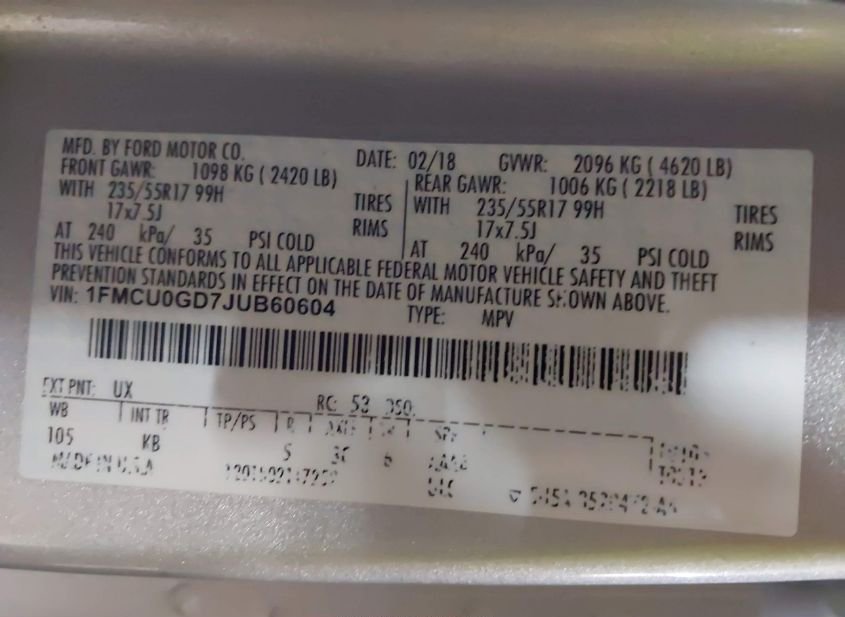 MFD. BY FORD MOTOR CO. DATE: 02/18 GVWR: 2096 KG ( 4620 LB)
FRONT GAWR: 1098 KG ( 2420 LB) REAR GAWR: 1006 KG ( 2218 LB)
WITH 235/55R17 99H TIRES WITH 235/55R17 99H TIRES
17x7.5J RIMS 17x7.5J RIMS
AT 240 kPa/ 35 PSI COLD AT 240 kPa/ 35 PSI COLD
THIS VEHICLE CONFORMS TO ALL APPLICABLE FEDERAL MOTOR VEHICLE SAFETY AND THEFT
PREVENTION STANDARDS IN EFFECT ON THE DATE OF MANUFACTURE SHOWN ABOVE.
VIN: 1FMCU0GD7JUB60604 TYPE: MPV
EXT PNT: UX RC: 53
WB INT TR TP/PS R
105 KB S 6
MADE IN U.S.A